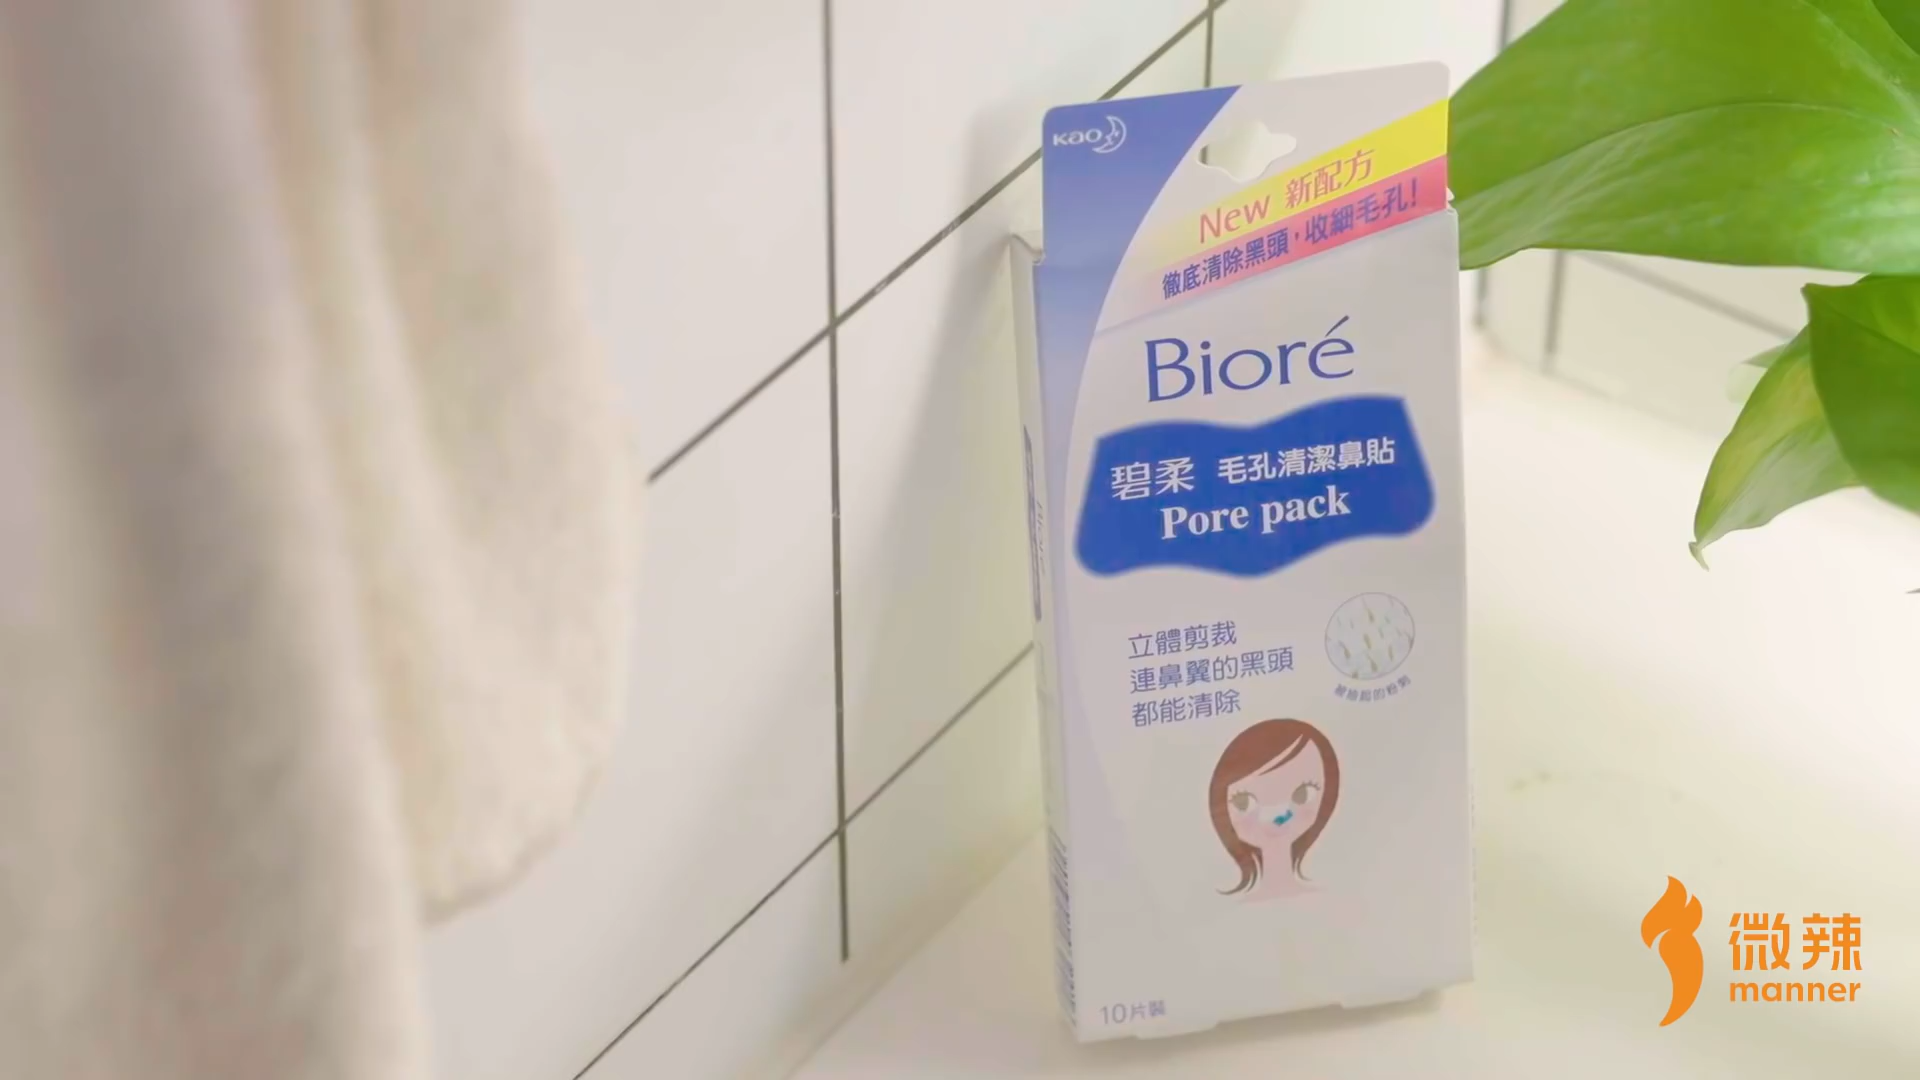 Kao
New 新配方
徹底清除黑頭，收細毛孔!
Bioré
碧柔 毛孔清潔鼻貼
Pore pack
立體剪裁
連鼻翼的黑頭
都能清除
10片裝
微辣
manner